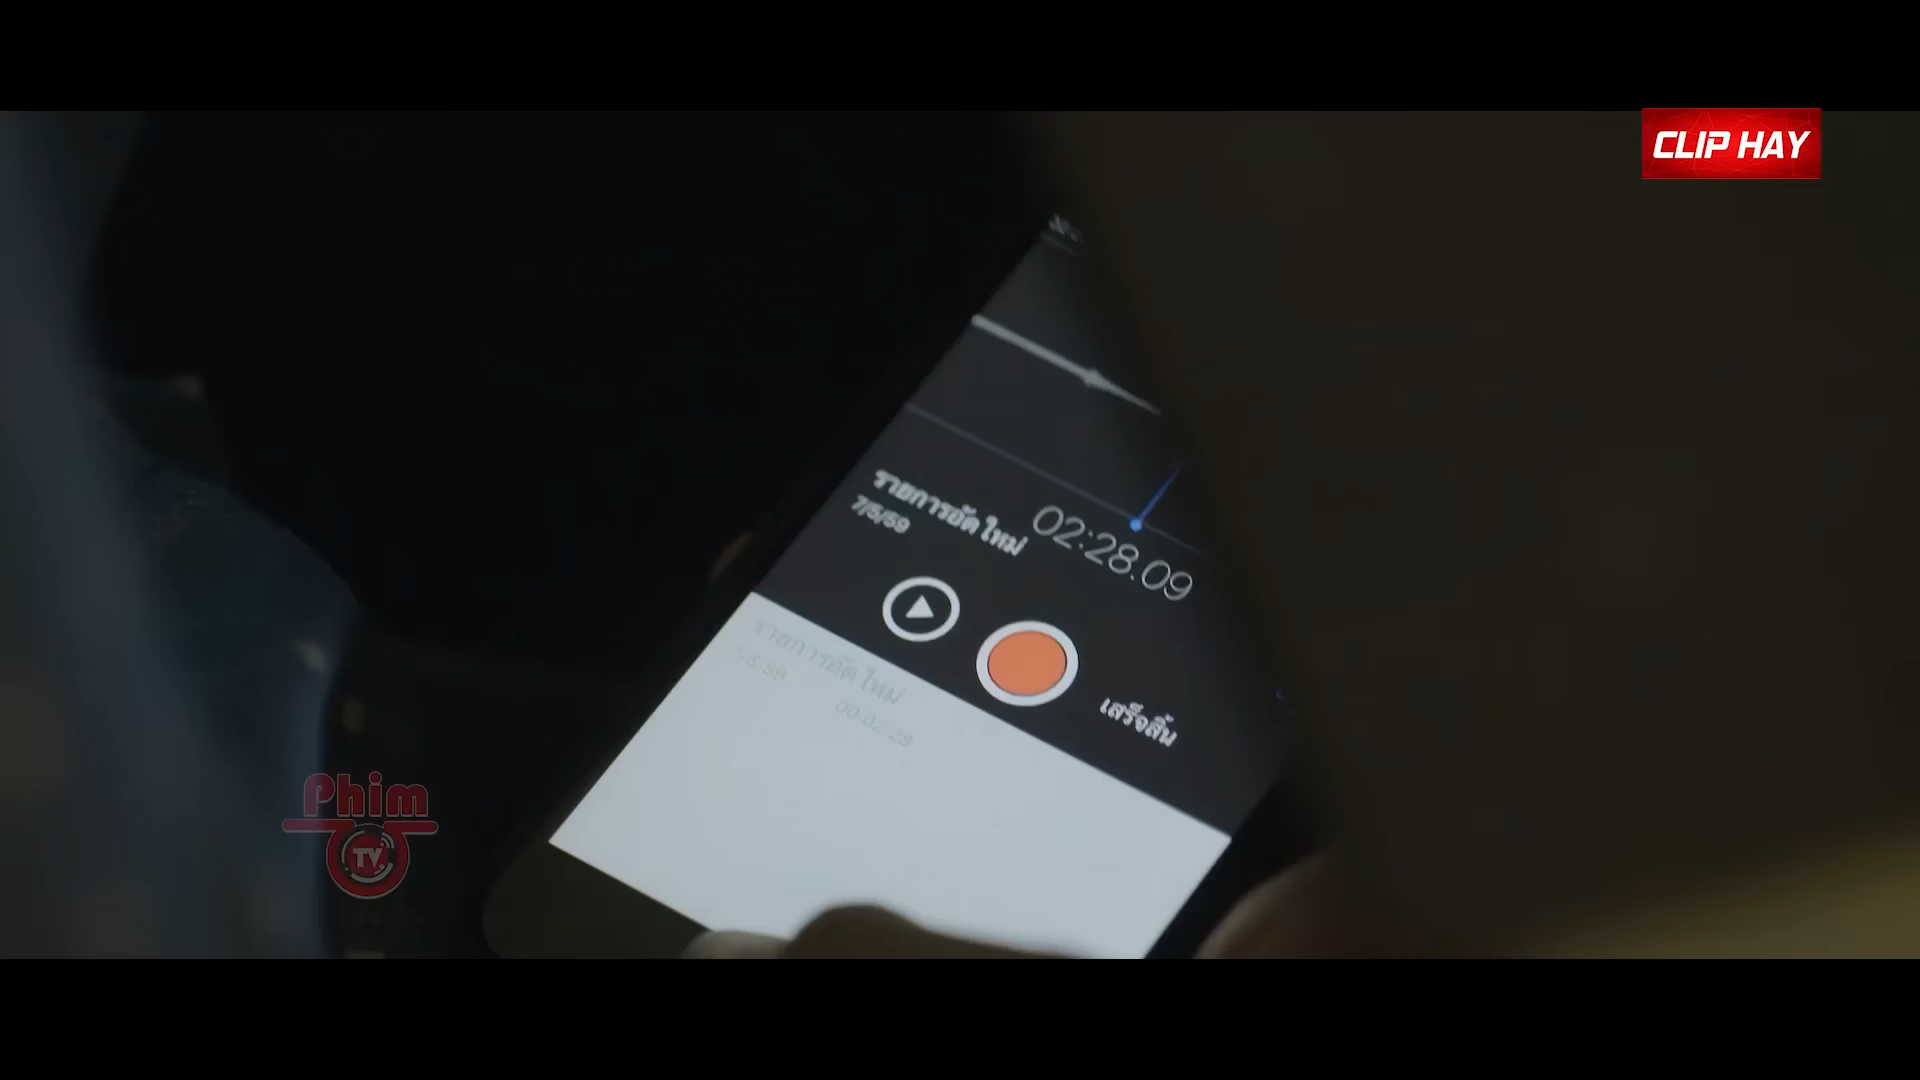 CLIP HAY
รายการอัดใหม่
7/5/59
02:28.09
รายการอัดใหม่
00:02:28
เสร็จสิ้น
Phim
TV